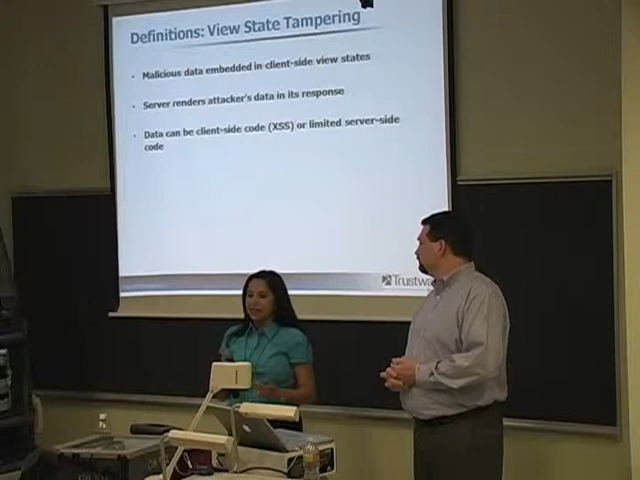 Definitions: View State Tampering
• Malicious data embedded in client-side view states
• Server renders attacker's data in its response
• Data can be client-side code (XSS) or limited server-side
code